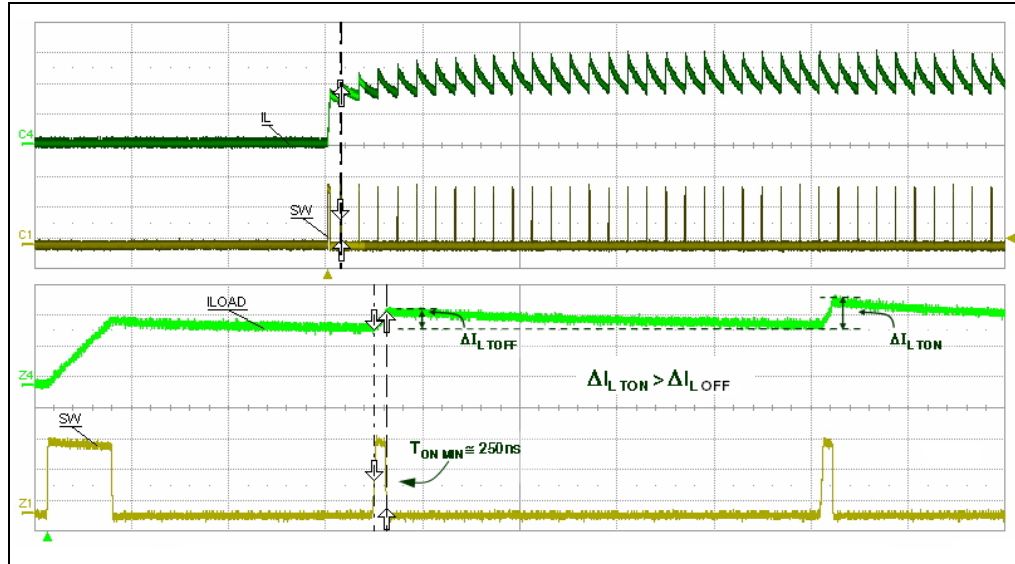 IL
C4
SW
C1
ILOAD
ΔIL TOFF
ΔIL TON
Z4
ΔIL TON > ΔIL OFF
SW
TON MIN ≅ 250ns
Z1